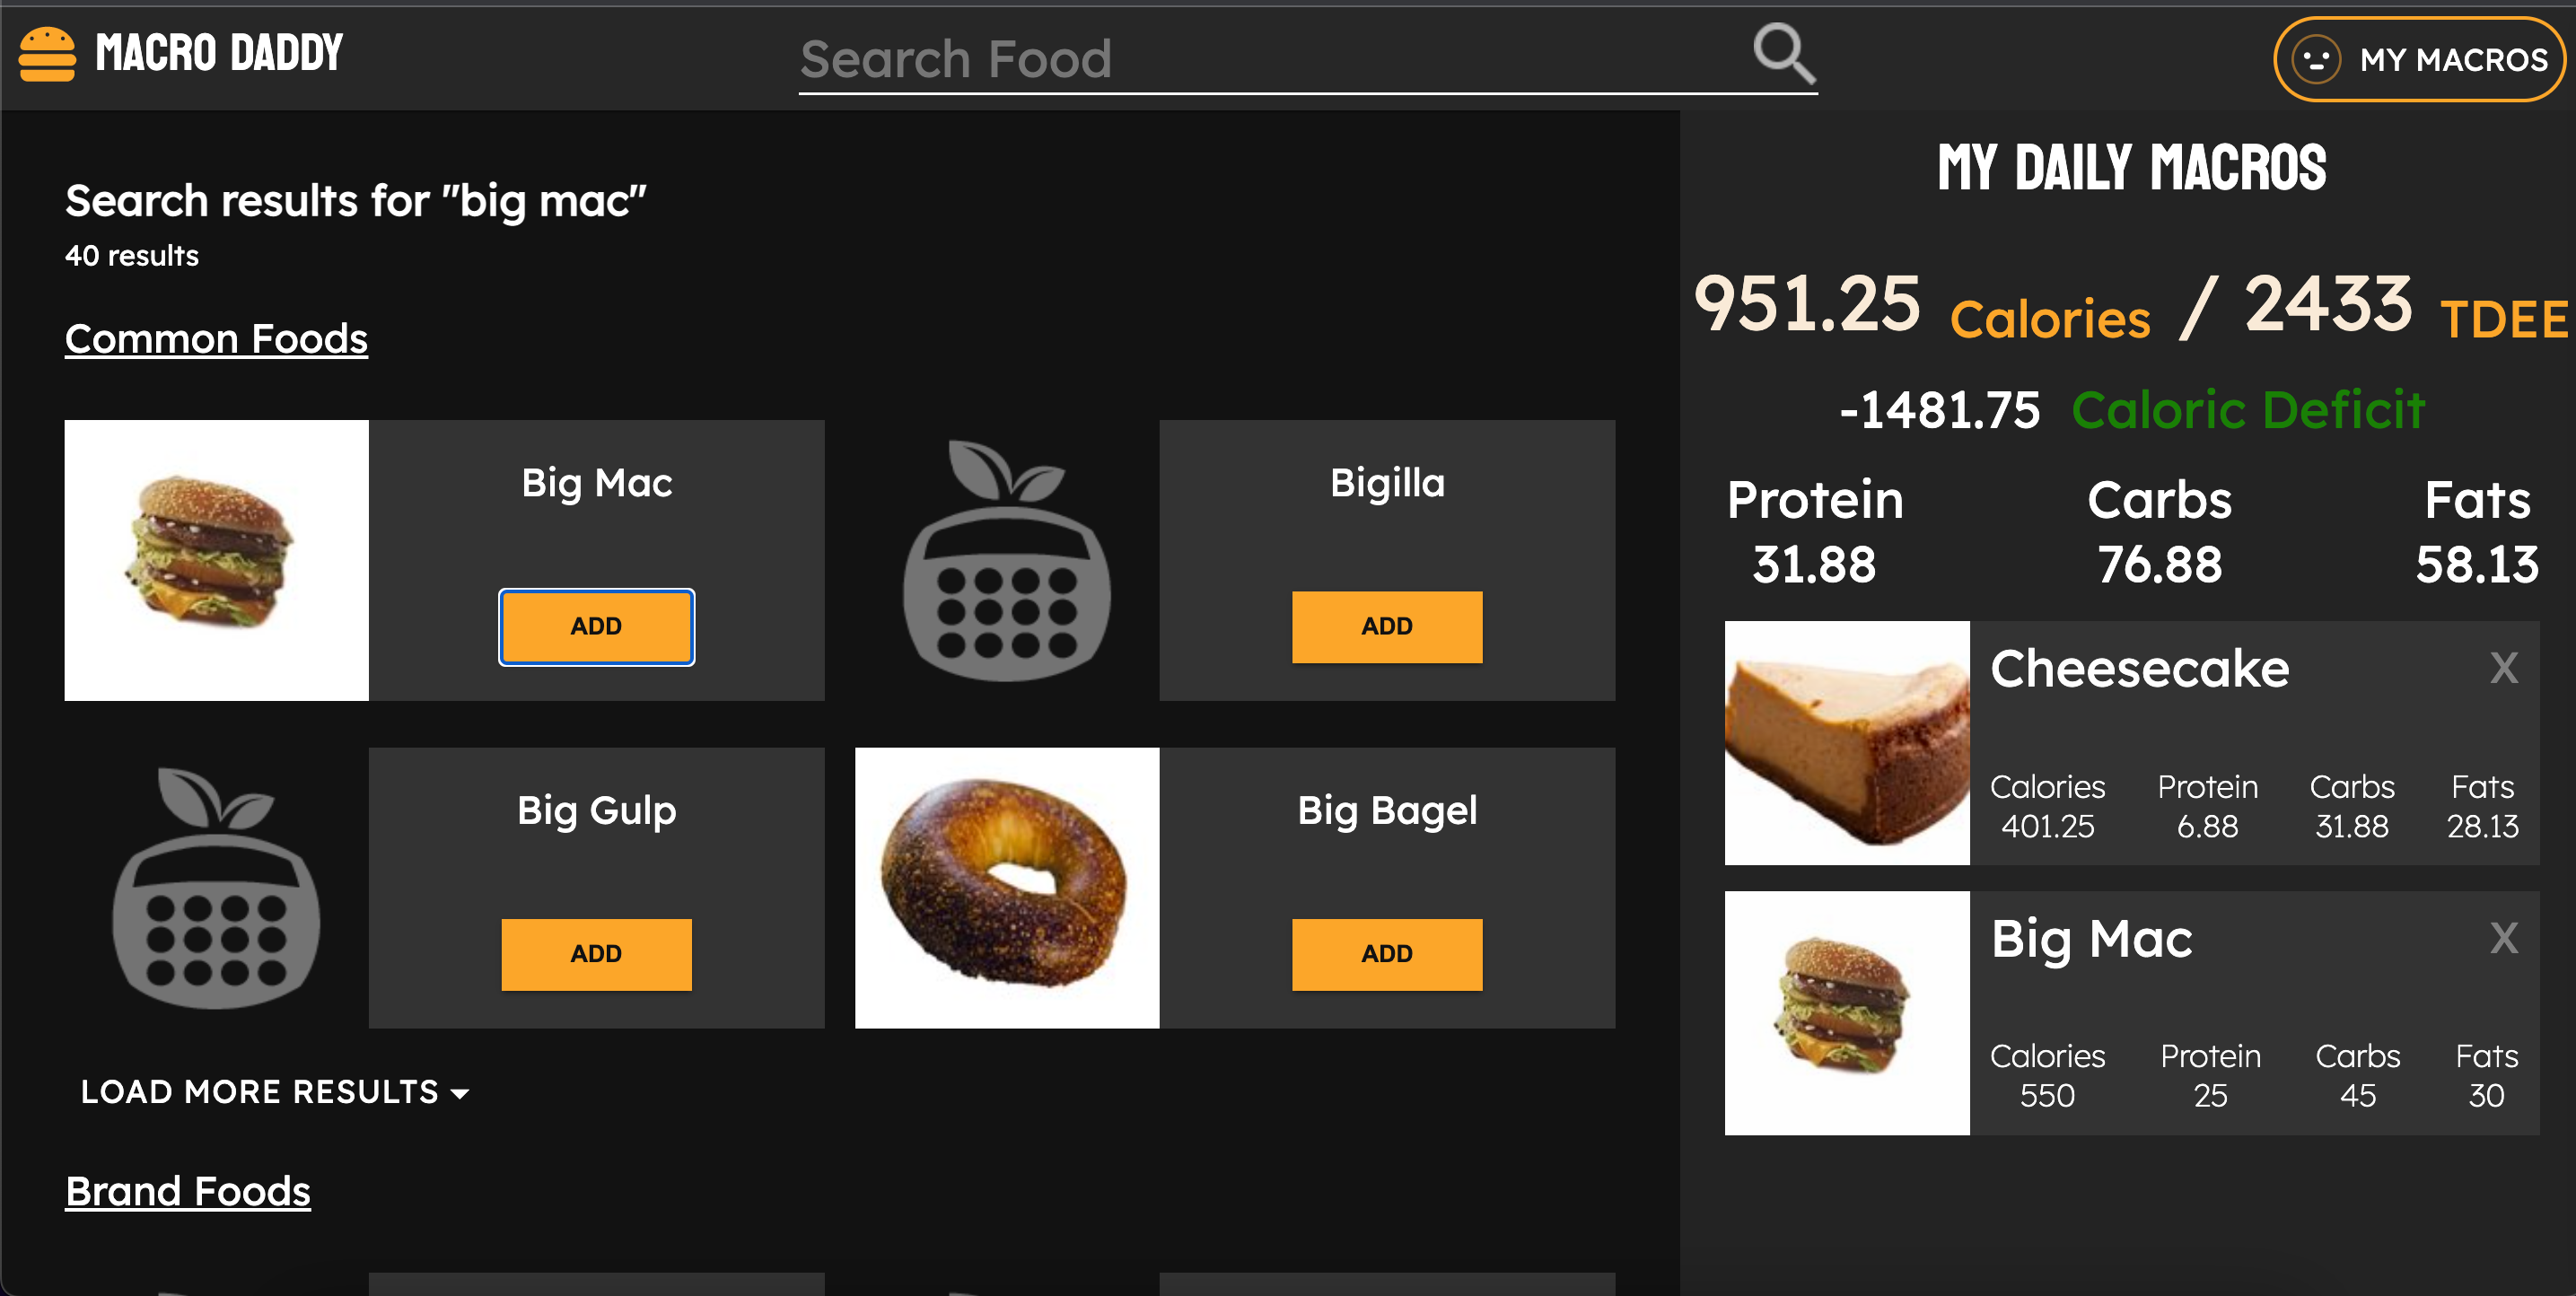 MACRO DADDY
Search Food
MY MACROS
Search results for "big mac"
40 results
Common Foods
Big Mac
ADD
Bigilla
ADD
Big Gulp
ADD
Big Bagel
ADD
LOAD MORE RESULTS
Brand Foods
MY DAILY MACROS
951.25 Calories / 2433 TDEE
-1481.75 Caloric Deficit
Protein Carbs Fats
31.88 76.88 58.13
Cheesecake X
Calories Protein Carbs Fats
401.25 6.88 31.88 28.13
Big Mac X
Calories Protein Carbs Fats
550 25 45 30